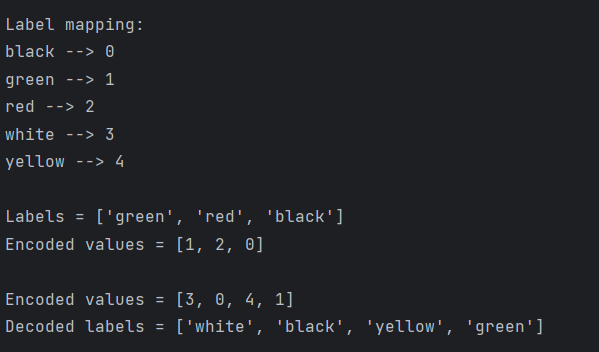 Label mapping:
black --> 0
green --> 1
red --> 2
white --> 3
yellow --> 4
Labels = ['green', 'red', 'black']
Encoded values = [1, 2, 0]
Encoded values = [3, 0, 4, 1]
Decoded labels = ['white', 'black', 'yellow', 'green']